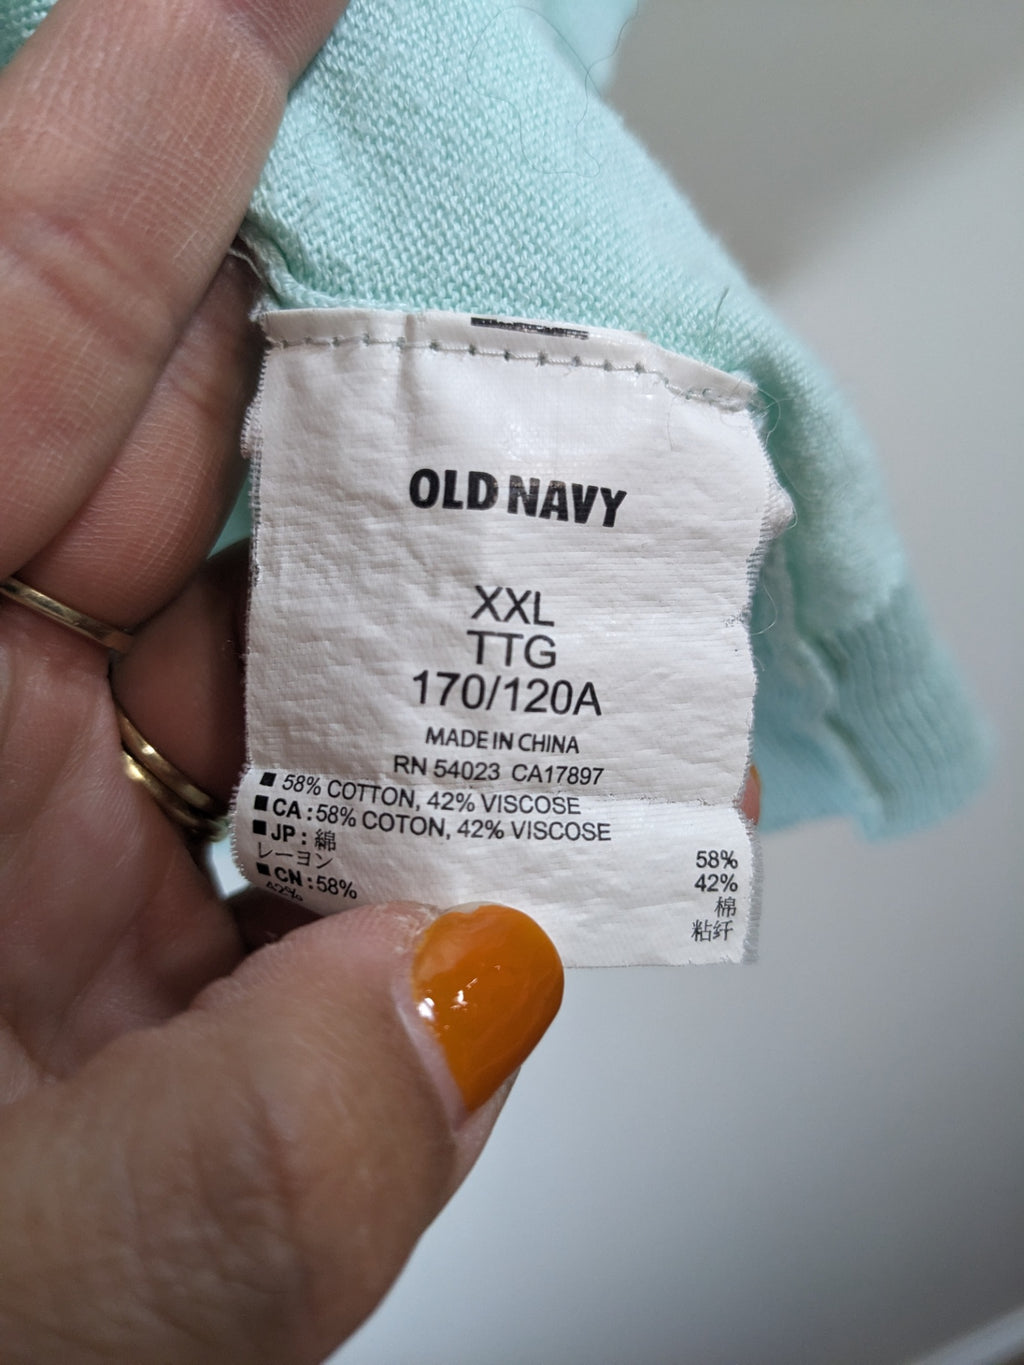 OLD NAVY
XXL
TTG
170/120A
MADE IN CHINA
RN 54023 CA17897
■ 58% COTTON, 42% VISCOSE
■ CA : 58% COTON, 42% VISCOSE
■ JP : 綿 58%
レーヨン 42%
■ CN : 58% 棉
42% 粘纤